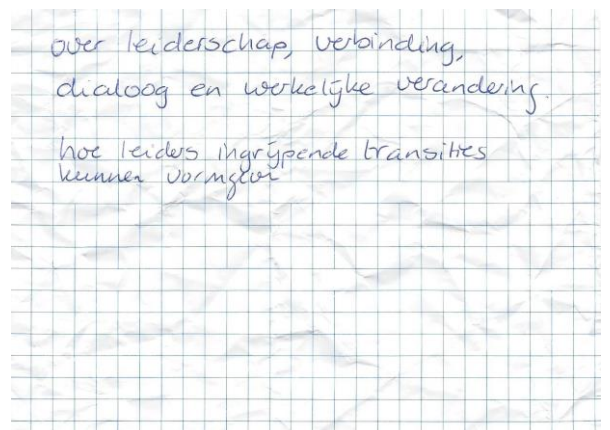 over leiderschap, verbinding,
dialoog en werkelijke verandering.
hoe leiders ingrijpende transities
kunnen vormgeven